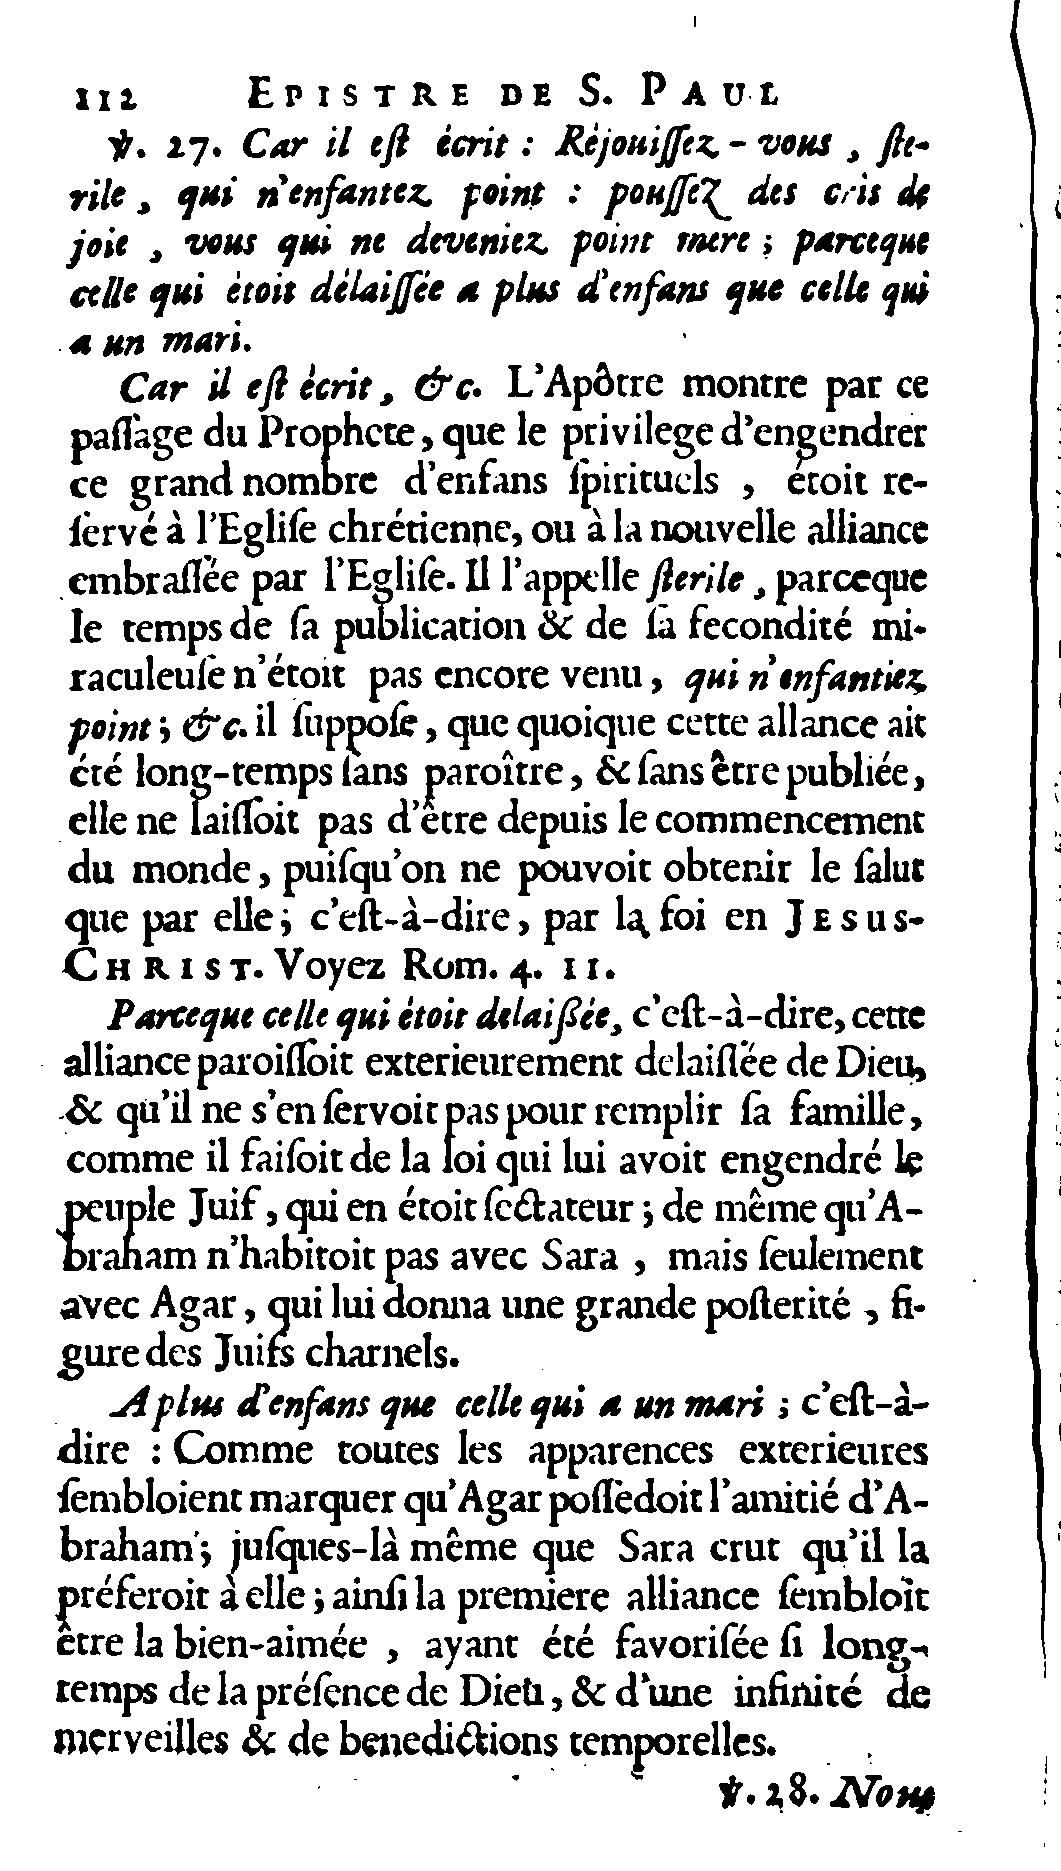 112 EPISTRE DE S. PAUL
℣. 27. Car il eſt écrit : Réjouiſſez-vous, ſte-
rile, qui n'enfantez point : pouſſez des cris de
joie, vous qui ne deveniez point mere ; parceque
celle qui étoit délaiſſée a plus d'enfans que celle qui
a un mari.
Car il eſt écrit, &c. L'Apôtre montre par ce
paſſage du Prophete, que le privilege d'engendrer
ce grand nombre d'enfans ſpirituels, étoit re-
ſervé à l'Egliſe chrétienne, ou à la nouvelle alliance
embraſſée par l'Egliſe. Il l'appelle ſterile, parceque
le temps de ſa publication & de ſa fecondité mi-
raculeuſe n'étoit pas encore venu, qui n'enfantiez
point ; &c. il ſuppoſe, que quoique cette allance ait
été long-temps ſans paroître, & ſans être publiée,
elle ne laiſſoit pas d'être depuis le commencement
du monde, puiſqu'on ne pouvoit obtenir le ſalut
que par elle ; c'eſt-à-dire, par la foi en JESUS-
CHRIST. Voyez Rom. 4. 11.
Parceque celle qui étoit delaißée, c'eſt-à-dire, cette
alliance paroiſſoit exterieurement delaiſſée de Dieu,
& qu'il ne s'en ſervoit pas pour remplir ſa famille,
comme il faiſoit de la loi qui lui avoit engendré le
peuple Juif, qui en étoit ſectateur ; de même qu'A-
braham n'habitoit pas avec Sara, mais ſeulement
avec Agar, qui lui donna une grande poſterité, fi-
gure des Juifs charnels.
A plus d'enfans que celle qui a un mari ; c'eſt-à-
dire : Comme toutes les apparences exterieures
ſembloient marquer qu'Agar poſſedoit l'amitié d'A-
braham ; juſques-là même que Sara crut qu'il la
préferoit à elle ; ainſi la premiere alliance ſembloit
être la bien-aimée, ayant été favoriſée ſi long-
temps de la préſence de Dieu, & d'une infinité de
merveilles & de benedictions temporelles.
℣. 28. Nous